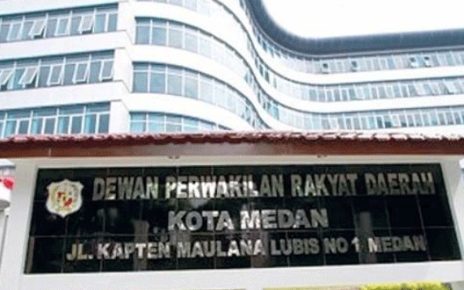 DEWAN PERWAKILAN RAKYAT DAERAH
KOTA MEDAN
JL. KAPTEN MAULANA LUBIS NO 1 MEDAN